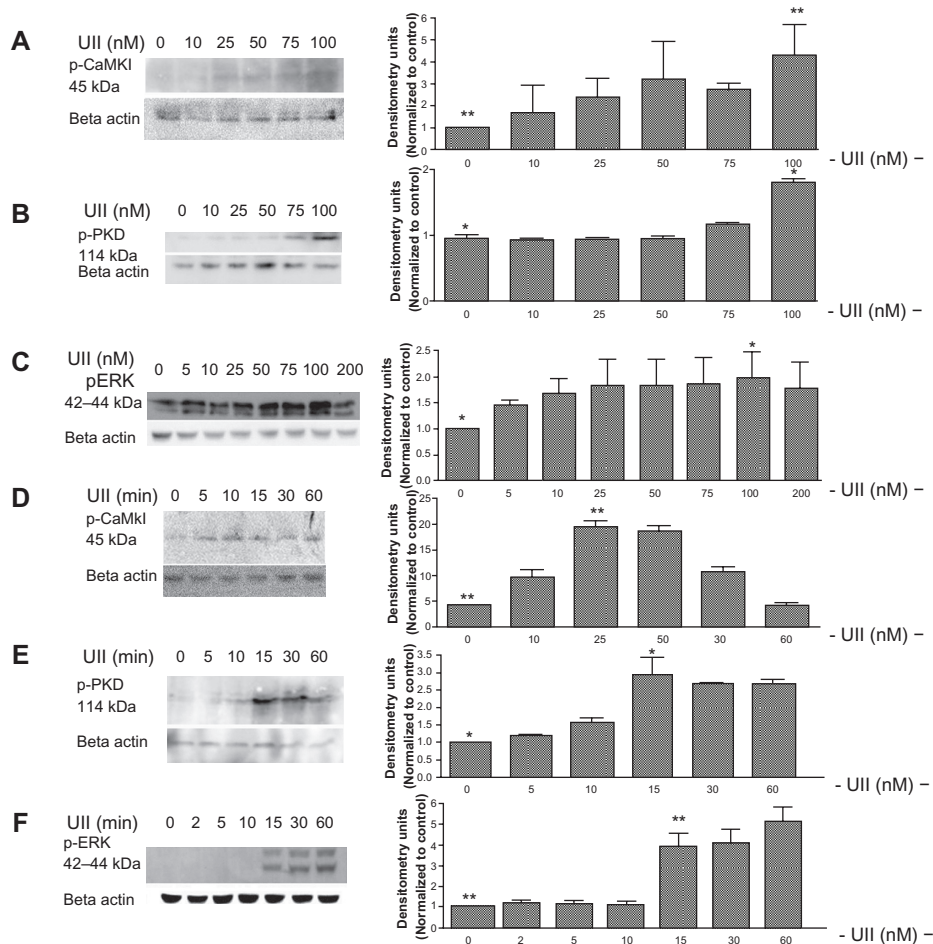 A
UII (nM) 0 10 25 50 75 100
p-CaMKI
45 kDa
Beta actin
Densitometry units
(Normalized to control)
6
5
4
3
2
1
0
**
**
0 10 25 50 75 100
- UII (nM) –
B
UII (nM) 0 10 25 50 75 100
p-PKD
114 kDa
Beta actin
Densitometry units
(Normalized to control)
2
1
0
*
*
0 10 25 50 75 100
- UII (nM) –
C
UII (nM) 0 5 10 25 50 75 100 200
pERK
42–44 kDa
Beta actin
Densitometry units
(Normalized to control)
2.5
2.0
1.5
1.0
0.5
0.0
*
*
0 5 10 25 50 75 100 200
- UII (nM) –
D
UII (min) 0 5 10 15 30 60
p-CaMkI
45 kDa
Beta actin
Densitometry units
(Normalized to control)
25
20
15
10
5
0
**
**
0 10 25 50 30 60
- UII (nM) –
E
UII (min) 0 5 10 15 30 60
p-PKD
114 kDa
Beta actin
Densitometry units
(Normalized to control)
3.5
3.0
2.5
2.0
1.5
1.0
0.5
0.0
*
*
0 5 10 15 30 60
- UII (nM) –
F
UII (min) 0 2 5 10 15 30 60
p-ERK
42–44 kDa
Beta actin
Densitometry units
(Normalized to control)
6
5
4
3
2
1
0
**
**
0 2 5 10 15 30 60
- UII (nM) –